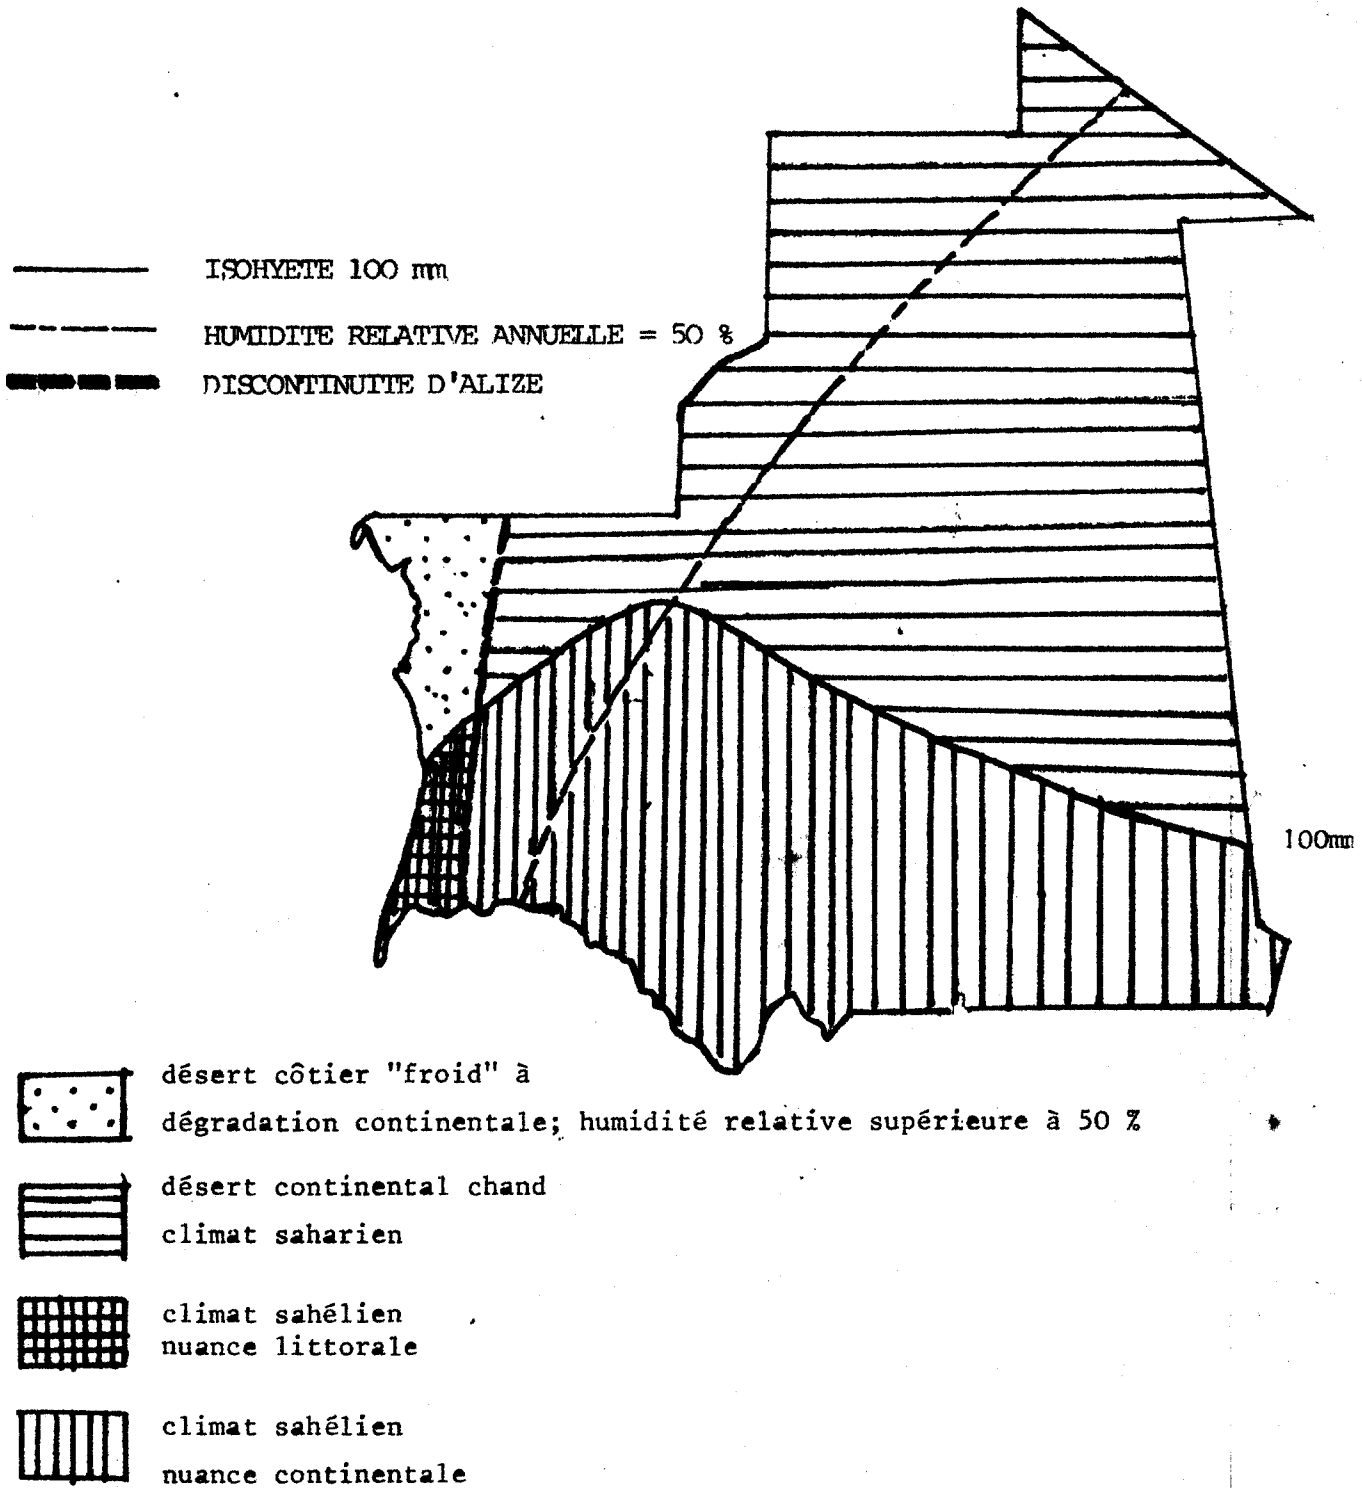 ISOHYETE 100 mm
HUMIDITE RELATIVE ANNUELLE = 50 %
DISCONTINUITE D'ALIZE
100mm
désert côtier "froid" à
dégradation continentale; humidité relative supérieure à 50 %
désert continental chand
climat saharien
climat sahélien
nuance littorale
climat sahélien
nuance continentale